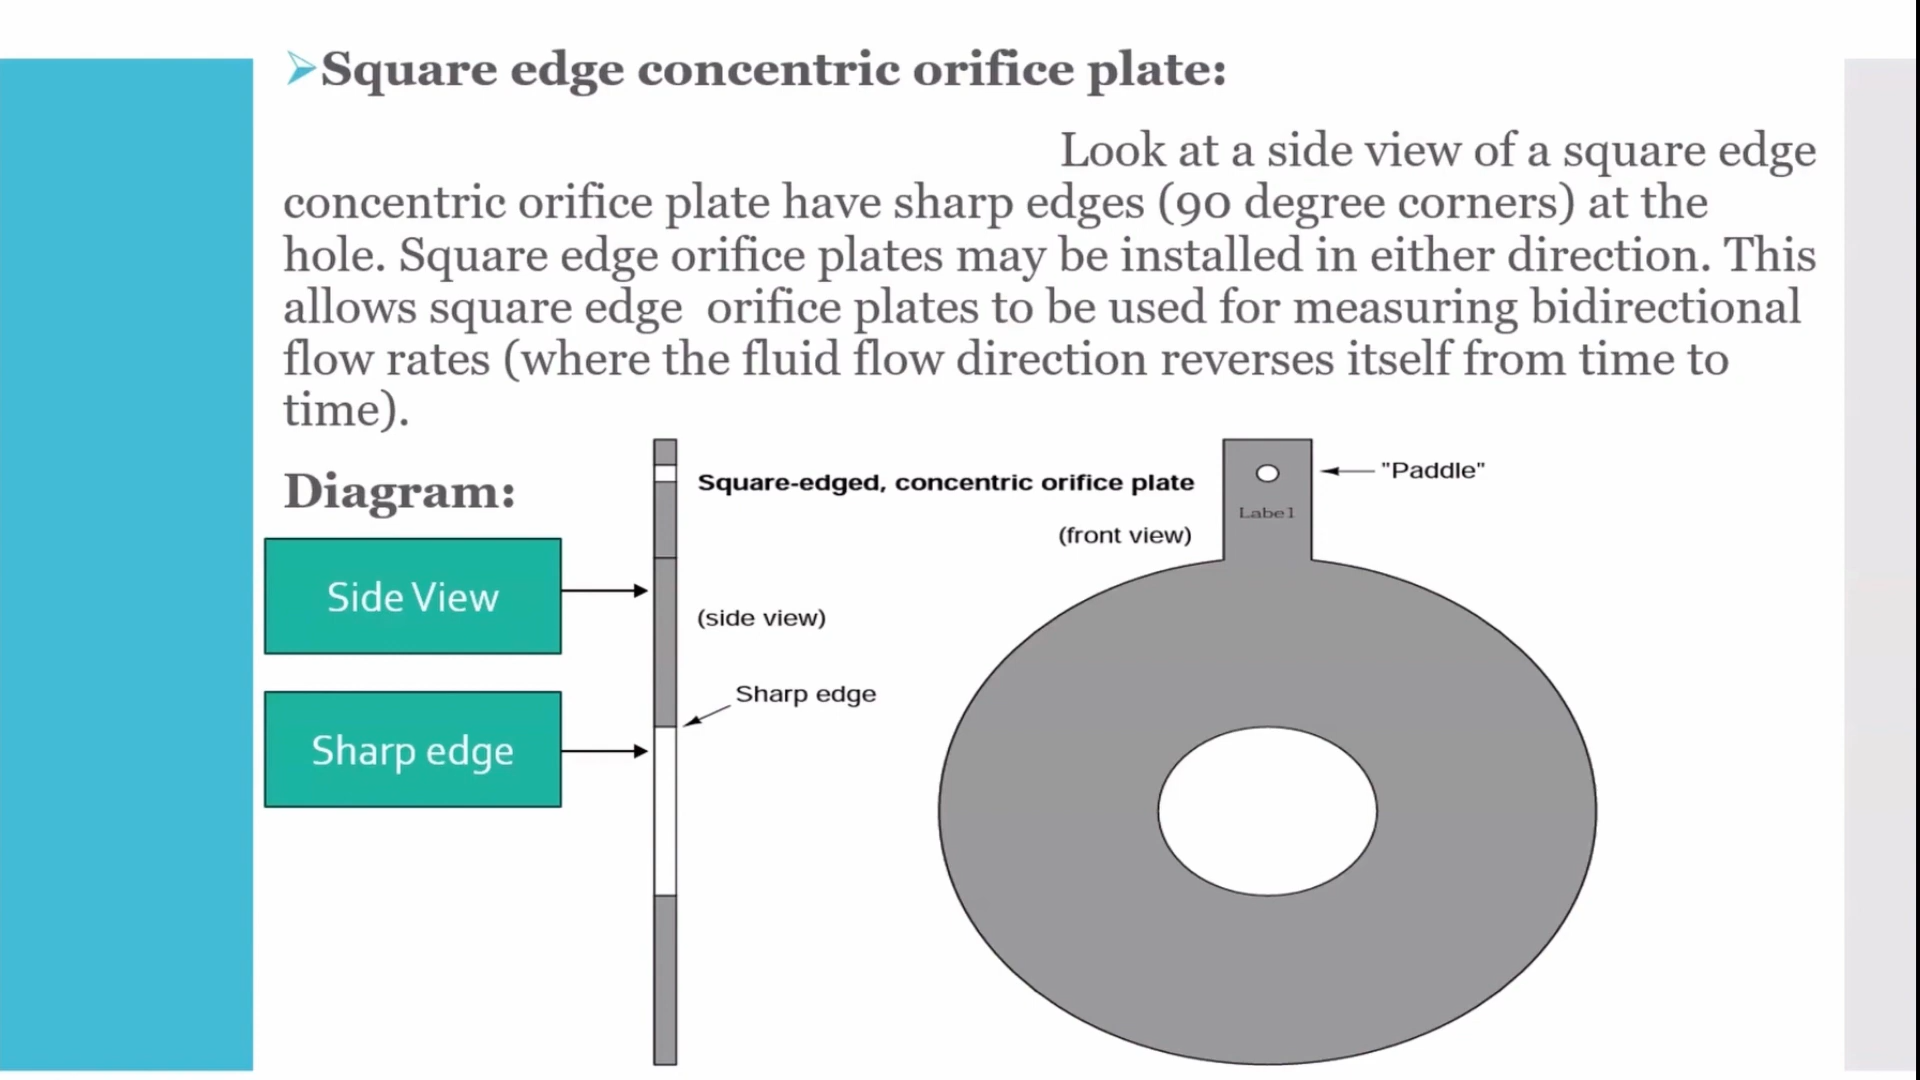 Square edge concentric orifice plate:
Look at a side view of a square edge
concentric orifice plate have sharp edges (90 degree corners) at the
hole. Square edge orifice plates may be installed in either direction. This
allows square edge  orifice plates to be used for measuring bidirectional
flow rates (where the fluid flow direction reverses itself from time to
time).
Diagram:
Square-edged, concentric orifice plate
"Paddle"
Label
(front view)
Side View
(side view)
Sharp edge
Sharp edge